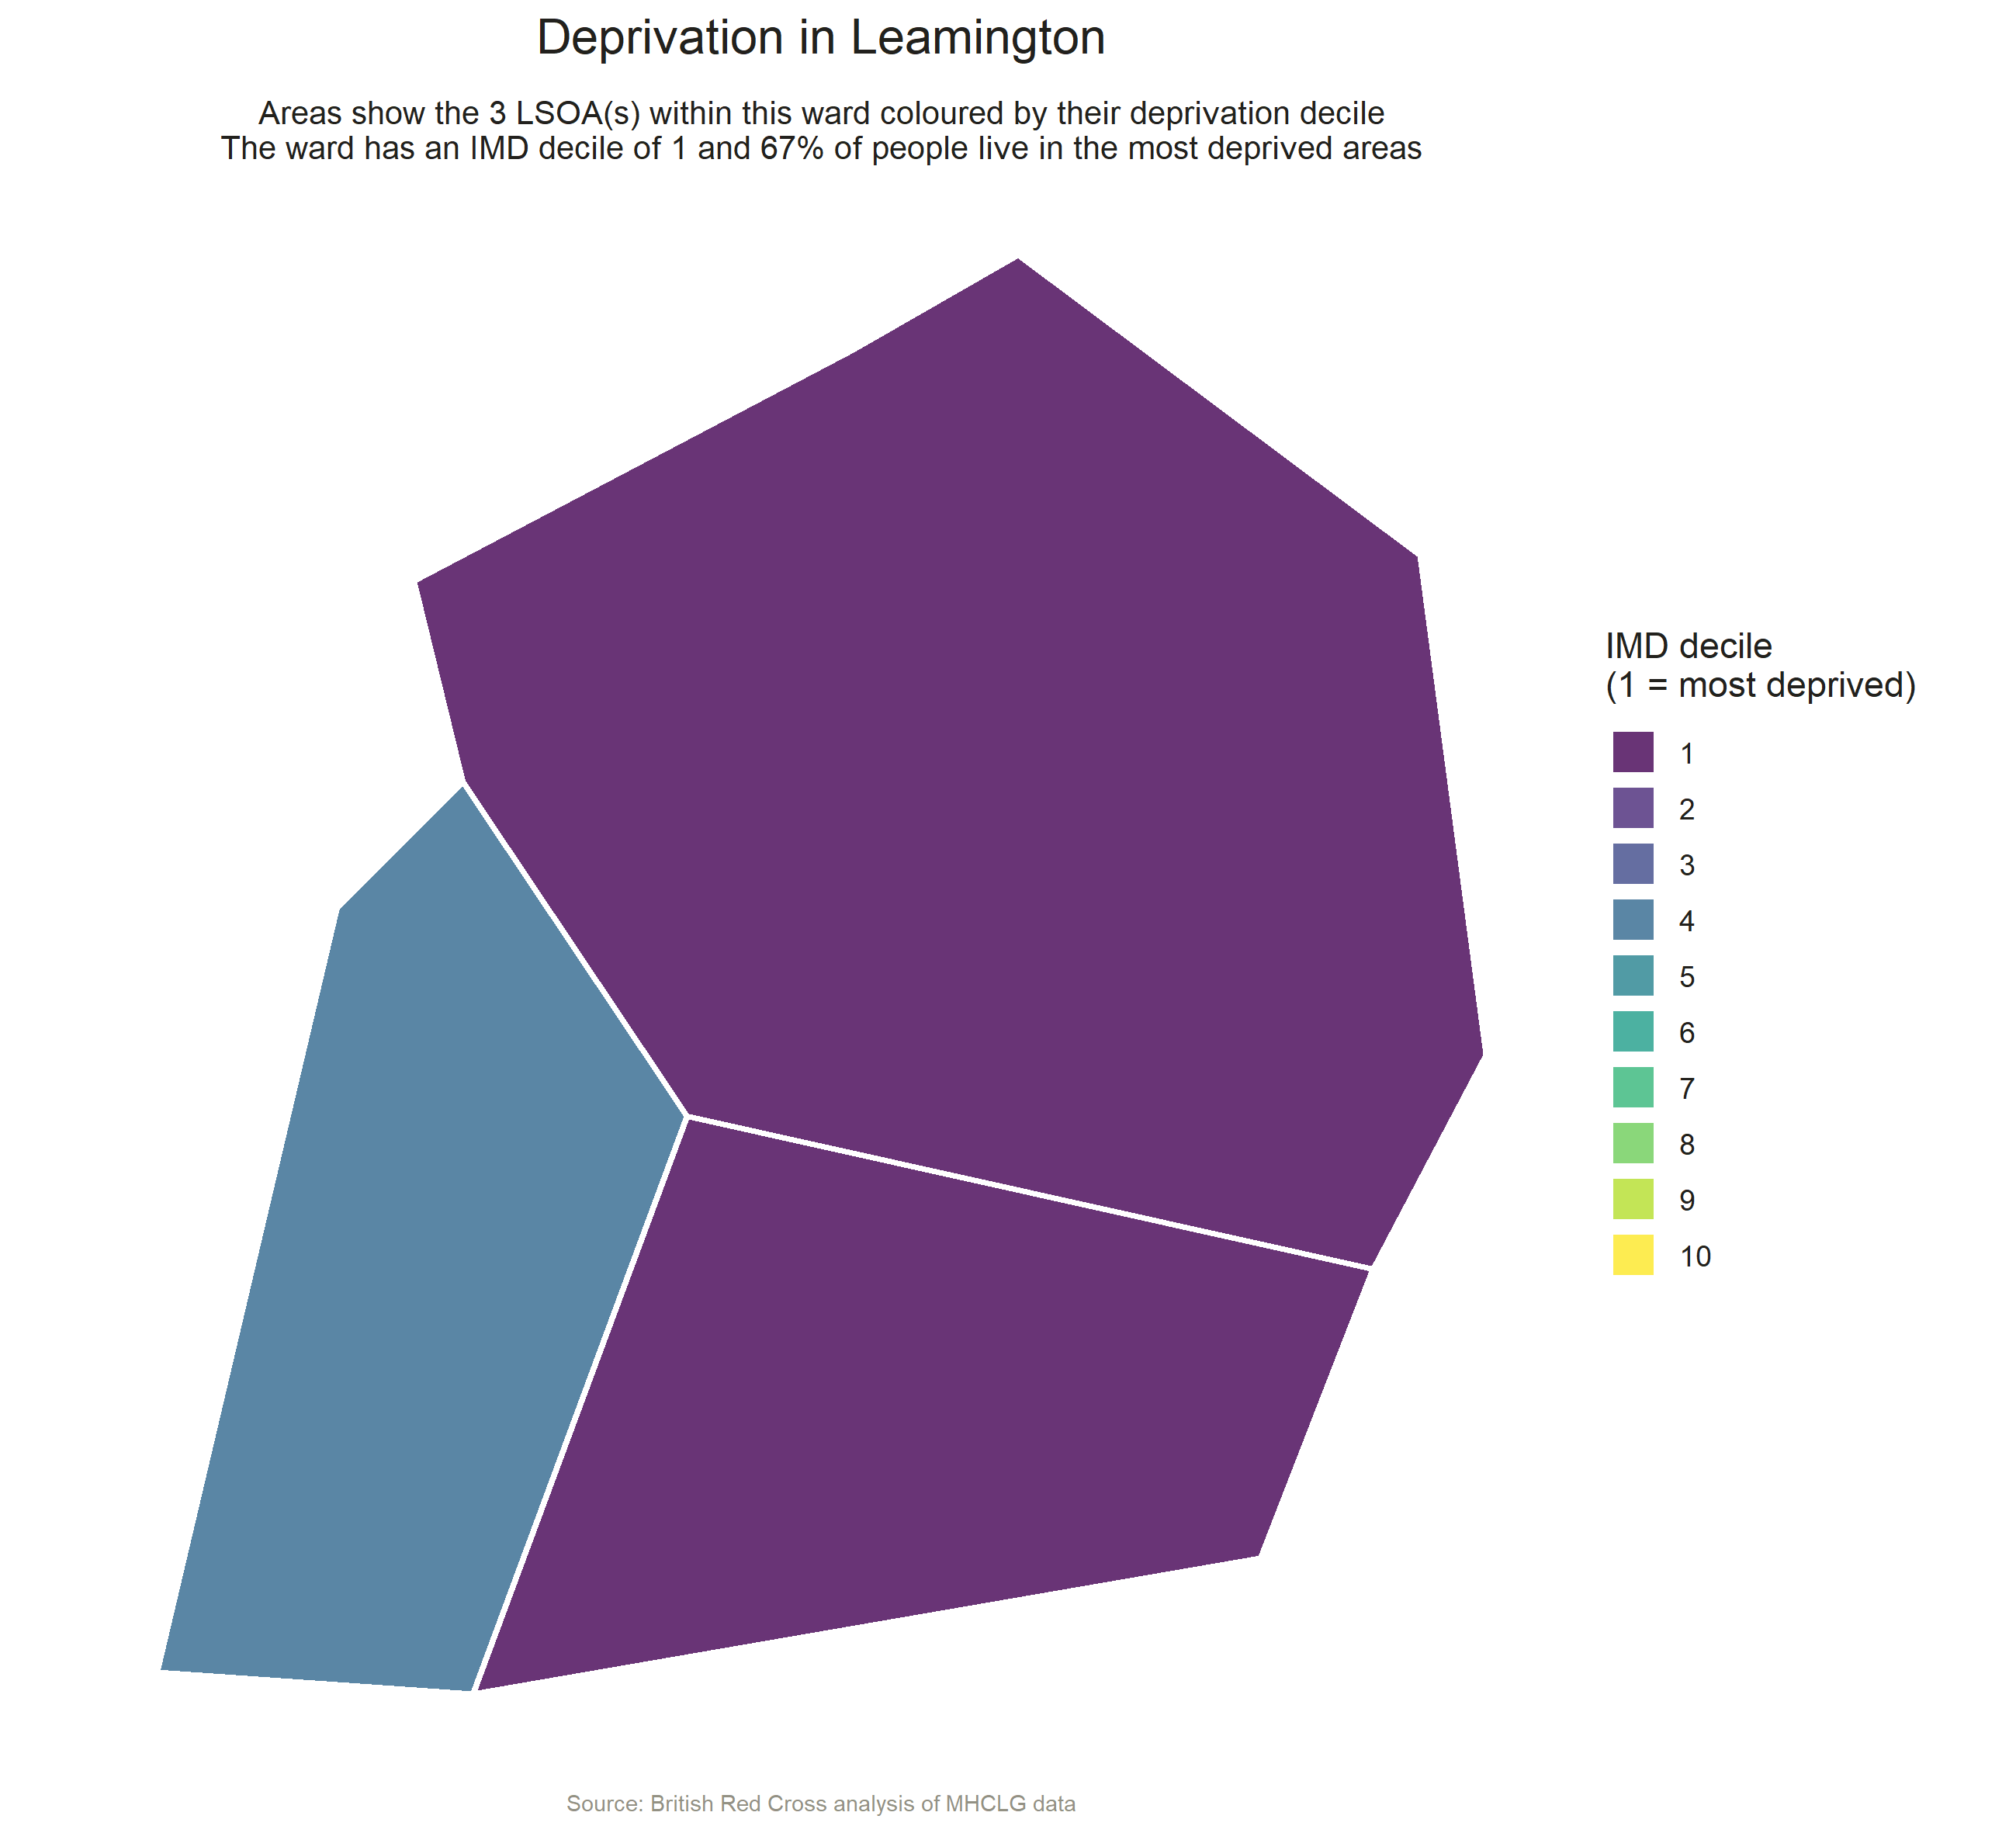 Deprivation in Leamington
Areas show the 3 LSOA(s) within this ward coloured by their deprivation decile
The ward has an IMD decile of 1 and 67% of people live in the most deprived areas
IMD decile
(1 = most deprived)
1
2
3
4
5
6
7
8
9
10
Source: British Red Cross analysis of MHCLG data